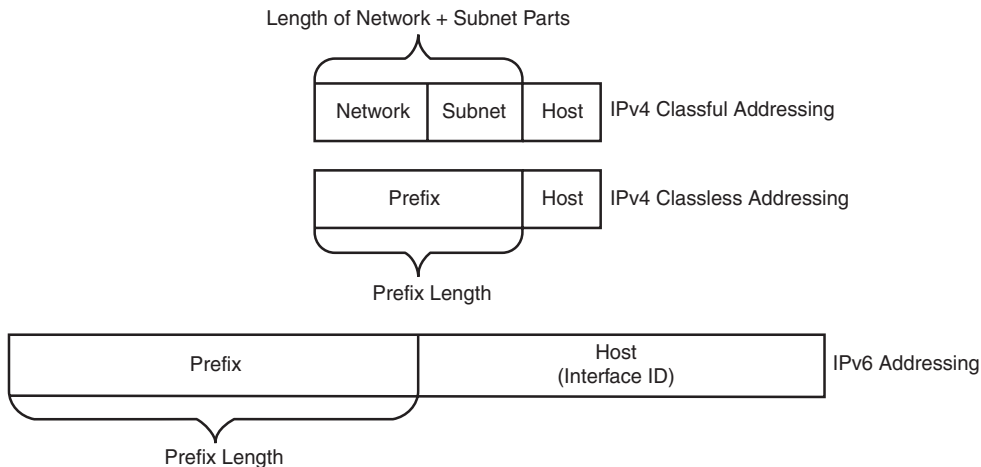 Length of Network + Subnet Parts
Network Subnet Host IPv4 Classful Addressing
Prefix Host IPv4 Classless Addressing
Prefix Length
Prefix Host
(Interface ID) IPv6 Addressing
Prefix Length